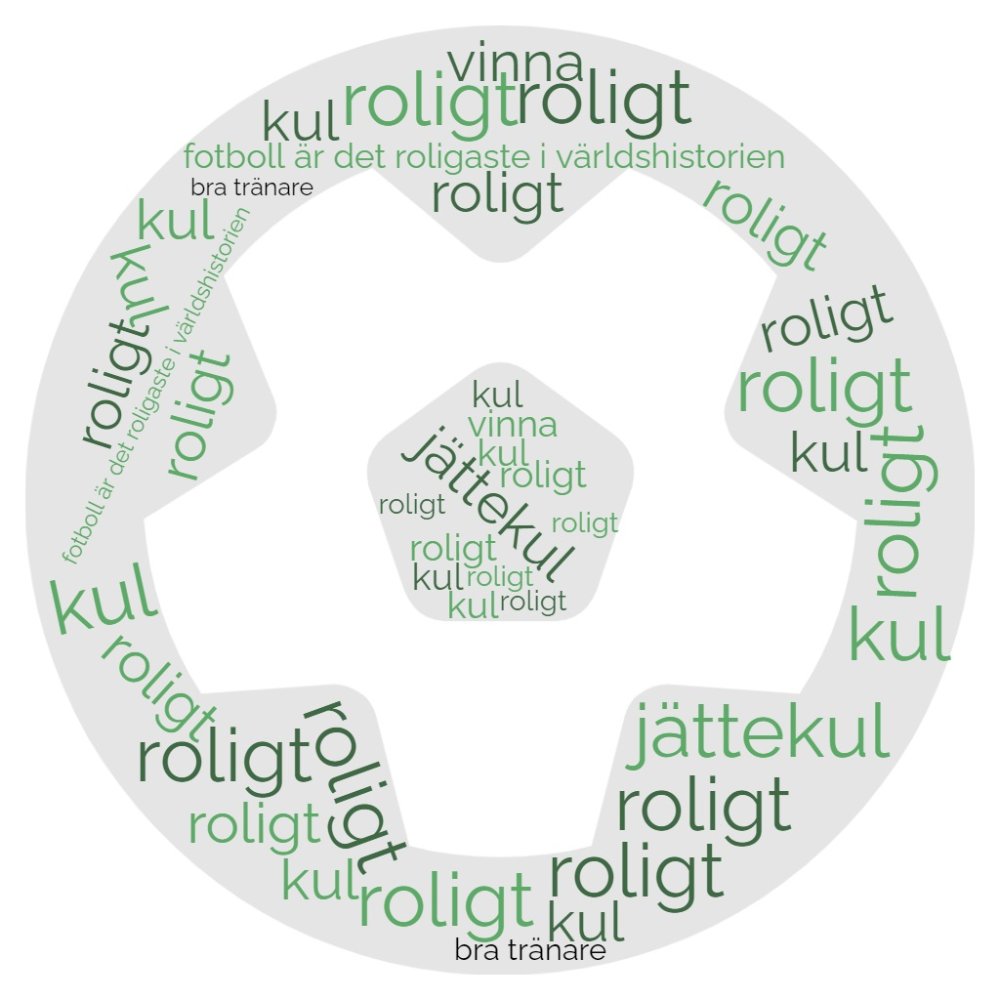 vinna
kul roligt roligt
fotboll är det roligaste i världshistorien
bra tränare
roligt
roligt
kul
kul
fotboll är det roligaste i världshistorien
roligt
roligt
roligt
roligt
kul
roligt
kul
kul
vinna
kul
roligt
jättekul
roligt
roligt
roligt
kul
roligt
kul
roligt
kul
roligt
roligt
roligt
roligt
kul
roligt
jättekul
roligt
roligt
kul
bra tränare